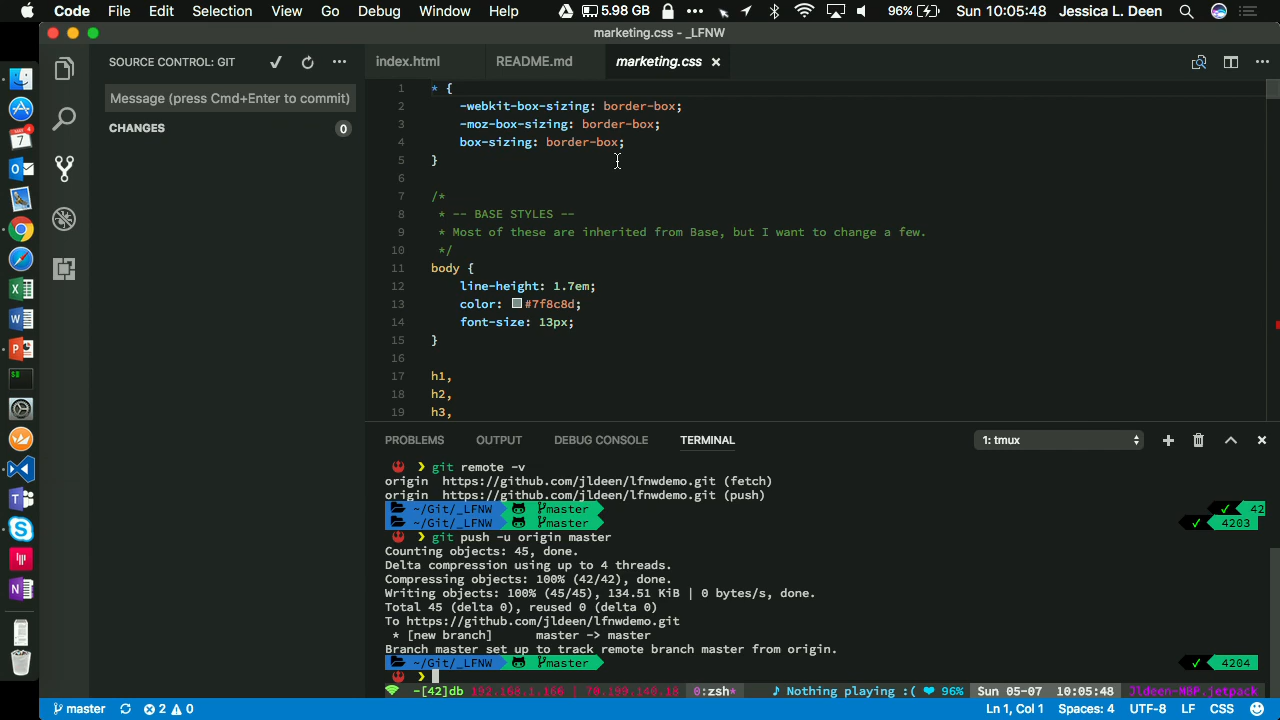 Code File Edit Selection View Go Debug Window Help 5.98 GB 96% Sun 10:05:48 Jessica L. Deen
marketing.css - _LFNW
SOURCE CONTROL: GIT
index.html README.md marketing.css
Message (press Cmd+Enter to commit)
CHANGES 0
1 * {
2 -webkit-box-sizing: border-box;
3 -moz-box-sizing: border-box;
4 box-sizing: border-box;
5 }
6
7 /*
8 * -- BASE STYLES --
9 * Most of these are inherited from Base, but I want to change a few.
10 */
11 body {
12 line-height: 1.7em;
13 color: #7f8c8d;
14 font-size: 13px;
15 }
16
17 h1,
18 h2,
19 h3,
PROBLEMS OUTPUT DEBUG CONSOLE TERMINAL 1: tmux
❯ git remote -v
origin https://github.com/jldeen/lfnwdemo.git (fetch)
origin https://github.com/jldeen/lfnwdemo.git (push)
~/Git/_LFNW master ✓ 42
~/Git/_LFNW master ✓ 4203
❯ git push -u origin master
Counting objects: 45, done.
Delta compression using up to 4 threads.
Compressing objects: 100% (42/42), done.
Writing objects: 100% (45/45), 134.51 KiB | 0 bytes/s, done.
Total 45 (delta 0), reused 0 (delta 0)
To https://github.com/jldeen/lfnwdemo.git
* [new branch] master -> master
Branch master set up to track remote branch master from origin.
~/Git/_LFNW master ✓ 4204
❯
-[42]db 192.168.1.166 | 70.199.140.18 0:zsh* ♪ Nothing playing :( ❤ 96% Sun 05-07 10:05:48 Jldeen-MBP.jetpack
master 2 0 Ln 1, Col 1 Spaces: 4 UTF-8 LF CSS